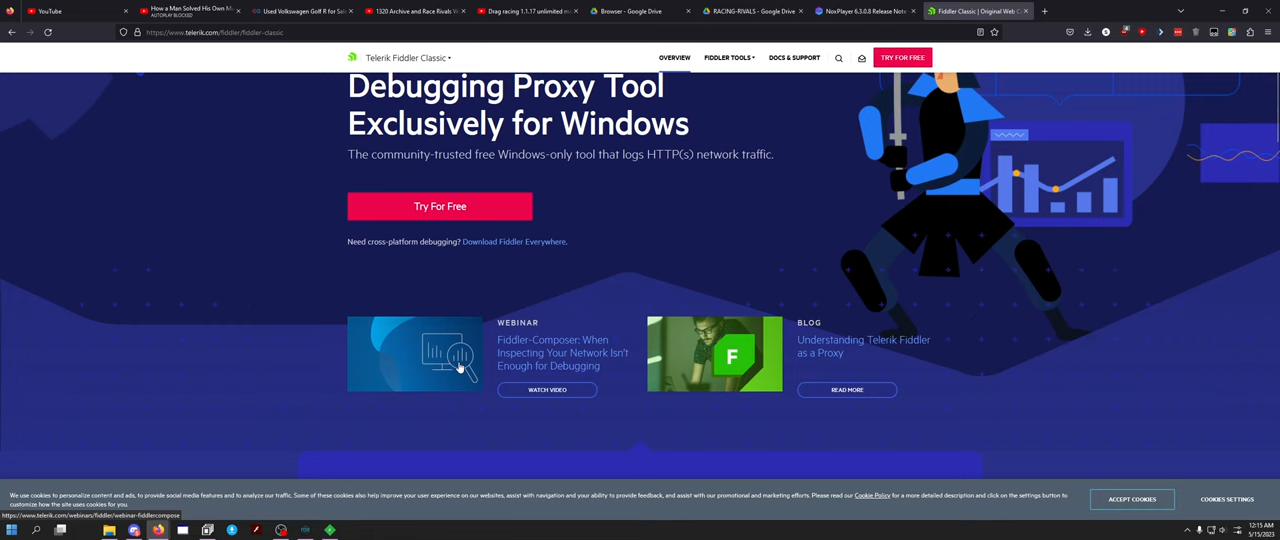 YouTube
How a Man Solved His Own Mu
AUTOPLAY BLOCKED
Used Volkswagen Golf R for Sale
1320 Archive and Race Rivals Vi
Drag racing 1.1.17 unlimited m
Browser - Google Drive
RACING-RIVALS - Google Drive
NoxPlayer 6.3.0.8 Release Note
Fiddler Classic | Original Web C
https://www.telerik.com/fiddler/fiddler-classic
Telerik Fiddler Classic
OVERVIEW
FIDDLER TOOLS
DOCS & SUPPORT
TRY FOR FREE
Debugging Proxy Tool
Exclusively for Windows
The community-trusted free Windows-only tool that logs HTTP(s) network traffic.
Try For Free
Need cross-platform debugging? Download Fiddler Everywhere.
WEBINAR
Fiddler-Composer: When
Inspecting Your Network Isn't
Enough for Debugging
WATCH VIDEO
F
BLOG
Understanding Telerik Fiddler
as a Proxy
READ MORE
We use cookies to personalize content and ads, to provide social media features and to analyze our traffic. Some of these cookies also help improve your user experience on our websites, assist with navigation and your ability to provide feedback, and assist with our promotional and marketing efforts. Please read our Cookie Policy for a more detailed description and click on the settings button to
customize how the site uses cookies for you.
ACCEPT COOKIES
COOKIES SETTINGS
https://www.telerik.com/webinars/fiddler/webinar-fiddlercompose
12:15 AM
5/15/2023